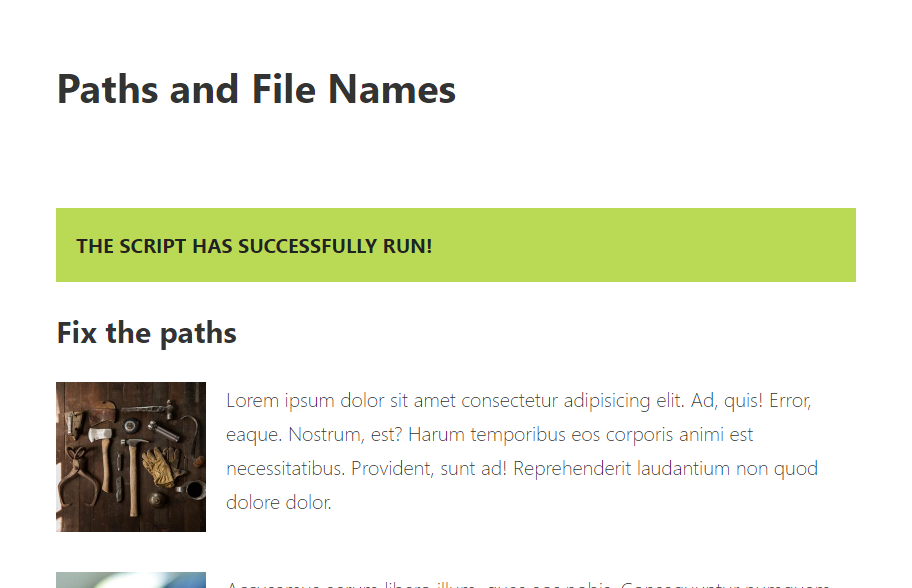 Paths and File Names
THE SCRIPT HAS SUCCESSFULLY RUN!
Fix the paths
Lorem ipsum dolor sit amet consectetur adipisicing elit. Ad, quis! Error,
eaque. Nostrum, est? Harum temporibus eos corporis animi est
necessitatibus. Provident, sunt ad! Reprehenderit laudantium non quod
dolore dolor.